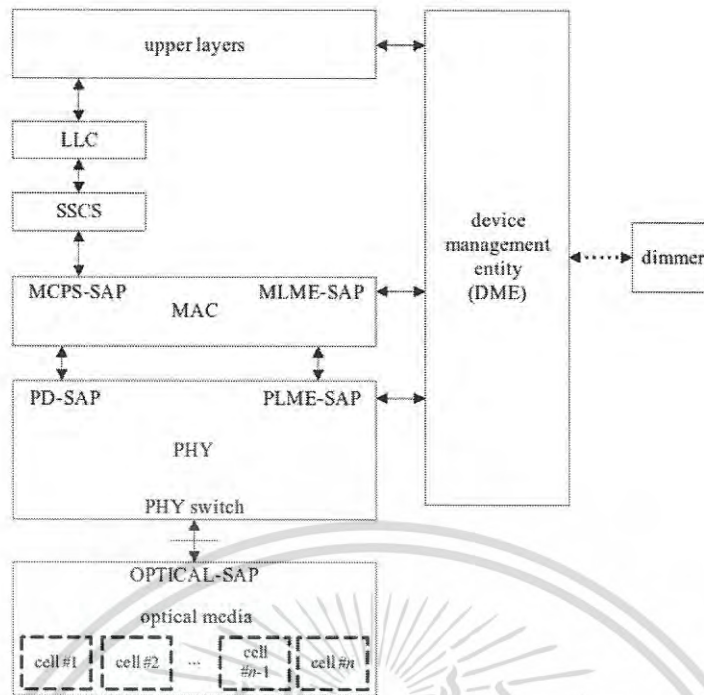 upper layers
LLC
SSCS
device
management
entity
(DME)
dimmer
MCPS-SAP MLME-SAP
MAC
PD-SAP PLME-SAP
PHY
PHY switch
OPTICAL-SAP
optical media
cell #1 cell #2 ... cell
#n-1 cell #n